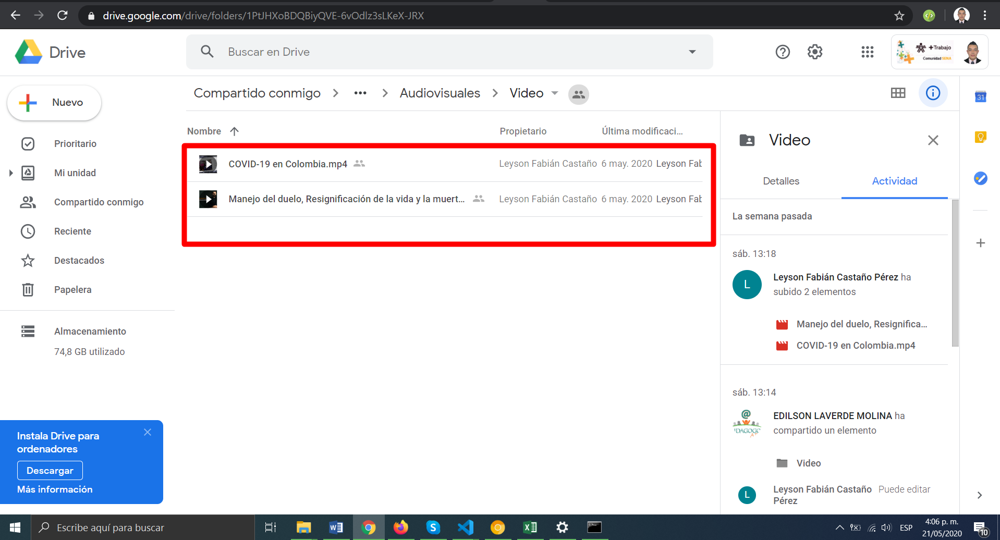 drive.google.com/drive/folders/1PtJHXoBDQBiyQVE-6vOdlz3sLKeX-JRX
Drive
Buscar en Drive
+Trabajo
Comunidad SENA
Nuevo
Compartido conmigo > ... > Audiovisuales > Video
31
Prioritario
Mi unidad
Compartido conmigo
Reciente
Destacados
Papelera
Almacenamiento
74,8 GB utilizado
Nombre Propietario Última modificaci...
COVID-19 en Colombia.mp4 Leyson Fabián Castaño 6 may. 2020 Leyson Fab
Manejo del duelo, Resignificación de la vida y la muert... Leyson Fabián Castaño 6 may. 2020 Leyson Fab
Video
Detalles Actividad
La semana pasada
sáb. 13:18
L
Leyson Fabián Castaño Pérez ha
subido 2 elementos
Manejo del duelo, Resignifica...
COVID-19 en Colombia.mp4
sáb. 13:14
EDILSON LAVERDE MOLINA ha
compartido un elemento
Video
L
Leyson Fabián Castaño Puede editar
Pérez
Instala Drive para
ordenadores
Descargar
Más información
Escribe aquí para buscar
ESP
4:06 p. m.
21/05/2020
10